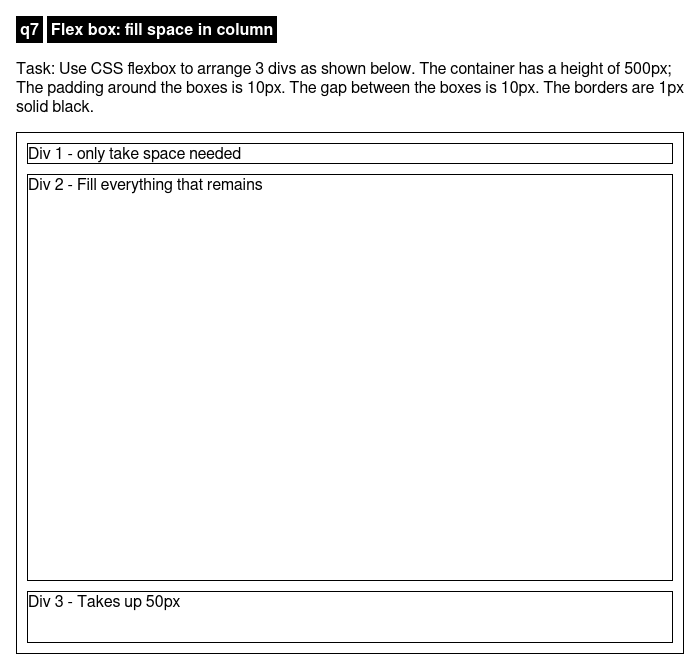 q7 Flex box: fill space in column
Task: Use CSS flexbox to arrange 3 divs as shown below. The container has a height of 500px;
The padding around the boxes is 10px. The gap between the boxes is 10px. The borders are 1px
solid black.
Div 1 - only take space needed
Div 2 - Fill everything that remains
Div 3 - Takes up 50px